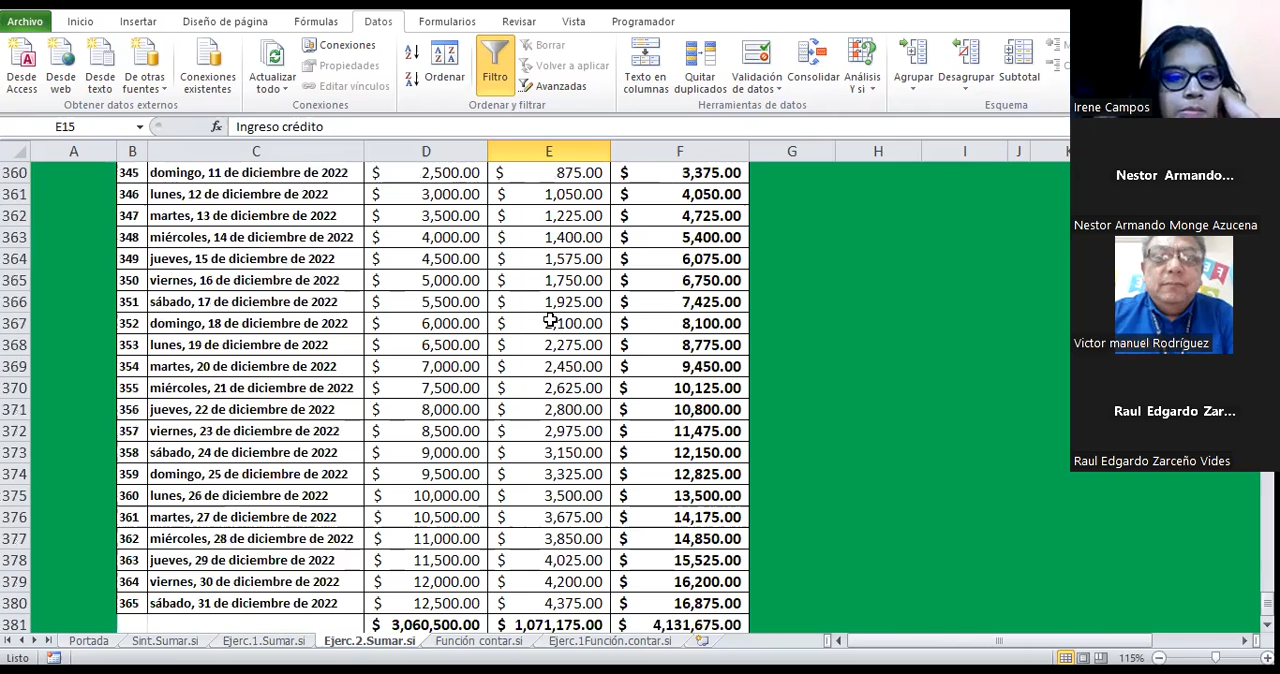 Archivo Inicio Insertar Diseño de página Fórmulas Datos Formularios Revisar Vista Programador
Desde Access
Desde web
Desde texto
De otras fuentes
Conexiones existentes
Actualizar todo
Conexiones
Propiedades
Editar vínculos
Ordenar
Filtro
Borrar
Volver a aplicar
Avanzadas
Texto en columnas
Quitar duplicados
Validación de datos
Consolidar
Análisis Y si
Agrupar
Desagrupar
Subtotal
Obtener datos externos Conexiones Ordenar y filtrar Herramientas de datos Esquema
E15 fx Ingreso crédito
A B C D E F G H I J K
360 345 domingo, 11 de diciembre de 2022 $ 2,500.00 $ 875.00 $ 3,375.00
361 346 lunes, 12 de diciembre de 2022 $ 3,000.00 $ 1,050.00 $ 4,050.00
362 347 martes, 13 de diciembre de 2022 $ 3,500.00 $ 1,225.00 $ 4,725.00
363 348 miércoles, 14 de diciembre de 2022 $ 4,000.00 $ 1,400.00 $ 5,400.00
364 349 jueves, 15 de diciembre de 2022 $ 4,500.00 $ 1,575.00 $ 6,075.00
365 350 viernes, 16 de diciembre de 2022 $ 5,000.00 $ 1,750.00 $ 6,750.00
366 351 sábado, 17 de diciembre de 2022 $ 5,500.00 $ 1,925.00 $ 7,425.00
367 352 domingo, 18 de diciembre de 2022 $ 6,000.00 $ 2,100.00 $ 8,100.00
368 353 lunes, 19 de diciembre de 2022 $ 6,500.00 $ 2,275.00 $ 8,775.00
369 354 martes, 20 de diciembre de 2022 $ 7,000.00 $ 2,450.00 $ 9,450.00
370 355 miércoles, 21 de diciembre de 2022 $ 7,500.00 $ 2,625.00 $ 10,125.00
371 356 jueves, 22 de diciembre de 2022 $ 8,000.00 $ 2,800.00 $ 10,800.00
372 357 viernes, 23 de diciembre de 2022 $ 8,500.00 $ 2,975.00 $ 11,475.00
373 358 sábado, 24 de diciembre de 2022 $ 9,000.00 $ 3,150.00 $ 12,150.00
374 359 domingo, 25 de diciembre de 2022 $ 9,500.00 $ 3,325.00 $ 12,825.00
375 360 lunes, 26 de diciembre de 2022 $ 10,000.00 $ 3,500.00 $ 13,500.00
376 361 martes, 27 de diciembre de 2022 $ 10,500.00 $ 3,675.00 $ 14,175.00
377 362 miércoles, 28 de diciembre de 2022 $ 11,000.00 $ 3,850.00 $ 14,850.00
378 363 jueves, 29 de diciembre de 2022 $ 11,500.00 $ 4,025.00 $ 15,525.00
379 364 viernes, 30 de diciembre de 2022 $ 12,000.00 $ 4,200.00 $ 16,200.00
380 365 sábado, 31 de diciembre de 2022 $ 12,500.00 $ 4,375.00 $ 16,875.00
381 $ 3,060,500.00 $ 1,071,175.00 $ 4,131,675.00
Portada Sint.Sumar.si Ejerc.1.Sumar.si Ejerc.2.Sumar.si Función contar.si Ejerc.1Función.contar.si
Listo 115%
Irene Campos
Nestor Armando...
Nestor Armando Monge Azucena
Victor manuel Rodríguez
Raul Edgardo Zar...
Raul Edgardo Zarceño Vides